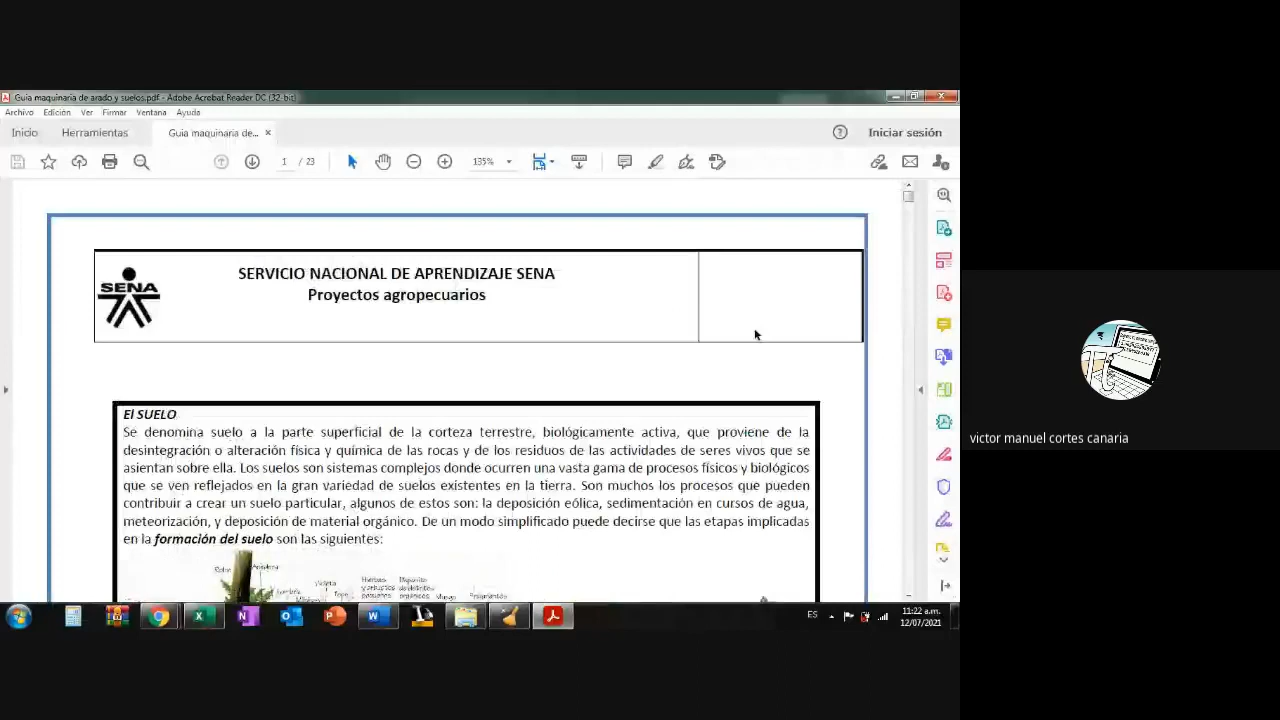 Guia maquinaria de arado y suelos.pdf - Adobe Acrobat Reader DC (32-bit)
Archivo Edición Ver Firmar Ventana Ayuda
Inicio Herramientas Guia maquinaria de... × Iniciar sesión
1 / 23 135%
SERVICIO NACIONAL DE APRENDIZAJE SENA
Proyectos agropecuarios
SENA
El SUELO
Se denomina suelo a la parte superficial de la corteza terrestre, biológicamente activa, que proviene de la
desintegración o alteración física y química de las rocas y de los residuos de las actividades de seres vivos que se
asientan sobre ella. Los suelos son sistemas complejos donde ocurren una vasta gama de procesos físicos y biológicos
que se ven reflejados en la gran variedad de suelos existentes en la tierra. Son muchos los procesos que pueden
contribuir a crear un suelo particular, algunos de estos son: la deposición eólica, sedimentación en cursos de agua,
meteorización, y deposición de material orgánico. De un modo simplificado puede decirse que las etapas implicadas
en la formación del suelo son las siguientes:
Hierbas
ES
11:22 a.m.
12/07/2021
victor manuel cortes canaria